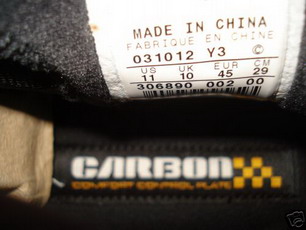 MADE IN CHINA
FABRIQUÉ EN CHINE
031012 Y3 ©
US UK EUR CM
11 10 45 29
306890 002 00
CARBON
COMFORT CONTROL PLATE